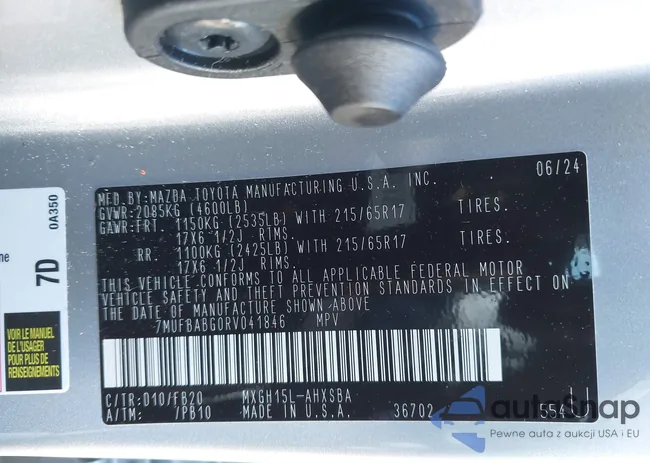 06/24
MFD.BY:MAZDA TOYOTA MANUFACTURING U.S.A. INC.
GVWR:2085KG (4600LB)
GAWR:FRT. 1150KG (2535LB) WITH 215/65R17 TIRES.
17X6 1/2J RIMS.
RR. 1100KG (2425LB) WITH 215/65R17 TIRES.
17X6 1/2J RIMS.
THIS VEHICLE CONFORMS TO ALL APPLICABLE FEDERAL MOTOR
VEHICLE SAFETY AND THEFT PREVENTION STANDARDS IN EFFECT ON
THE DATE OF MANUFACTURE SHOWN ABOVE.
7MUFBABG0RV041846 MPV
C/TR:010/FB20 MXGH15L-AHXSBA
A/TM: /PB10 MADE IN U.S.A. 36702 554
0A350
7D
VOIR LE MANUEL
DE L'USAGER
POUR PLUS DE
RENSEIGNEMENTS
autoSnap
Pewne auta z aukcji USA i EU